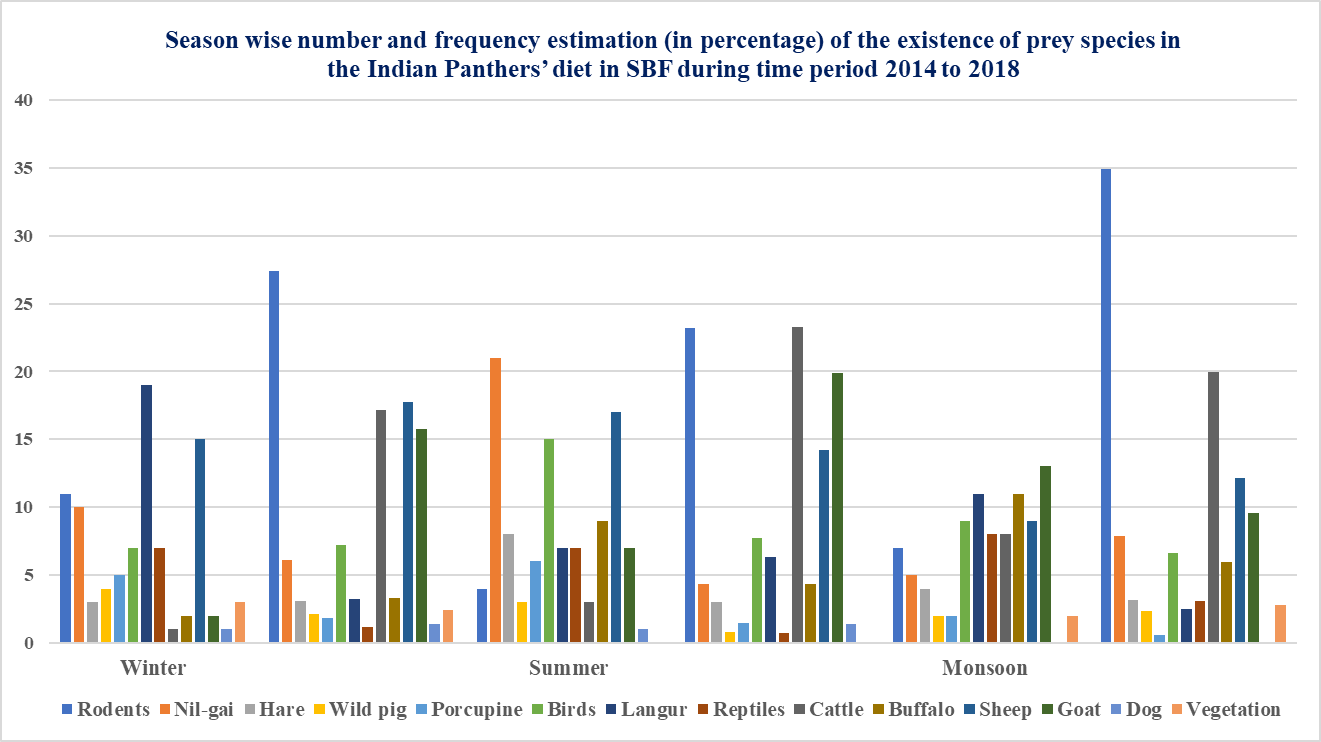 Season wise number and frequency estimation (in percentage) of the existence of prey species in
the Indian Panthers’ diet in SBF during time period 2014 to 2018
40
35
30
25
20
15
10
5
0
Winter Summer Monsoon
Rodents Nil-gai Hare Wild pig Porcupine Birds Langur Reptiles Cattle Buffalo Sheep Goat Dog Vegetation